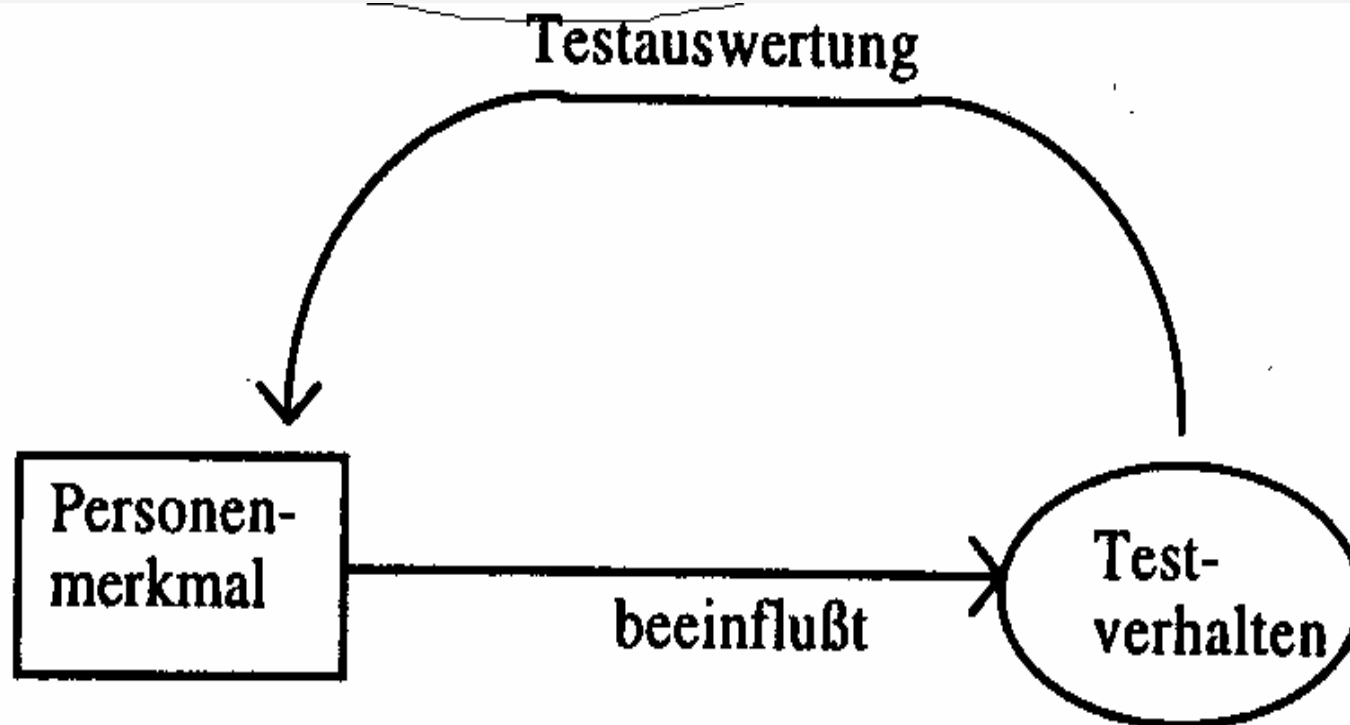 Testauswertung
Personen-
merkmal
beeinflußt
Test-
verhalten